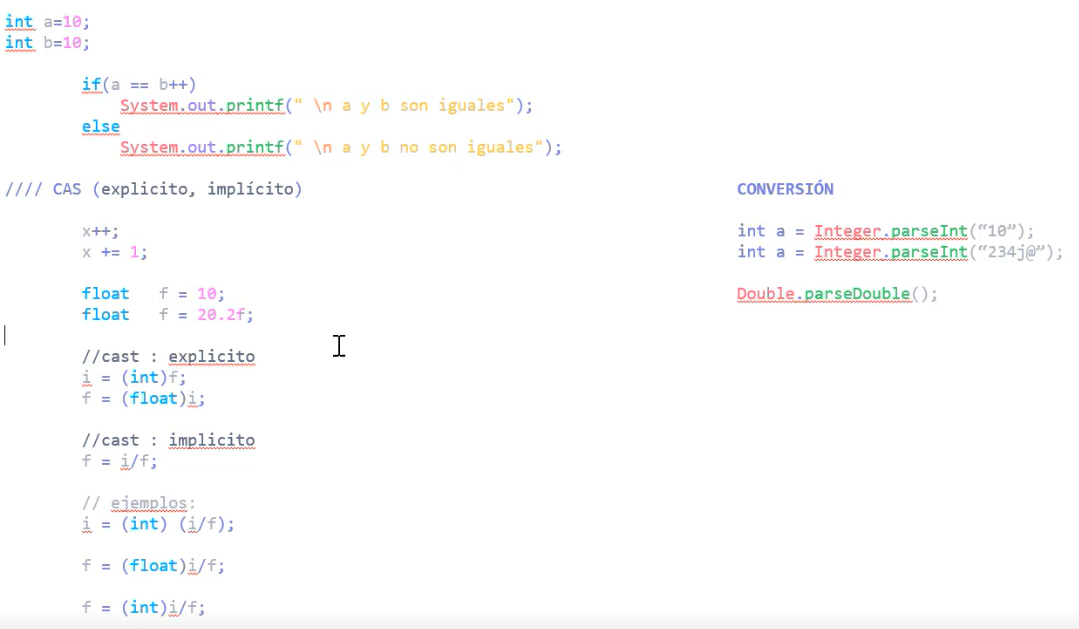 int a=10;
int b=10;
if(a == b++)
System.out.printf(" \n a y b son iguales");
else
System.out.printf(" \n a y b no son iguales");
//// CAS (explicito, implícito)
x++;
x += 1;
float f = 10;
float f = 20.2f;
//cast : explicito
i = (int)f;
f = (float)i;
//cast : implicito
f = i/f;
// ejemplos:
i = (int) (i/f);
f = (float)i/f;
f = (int)i/f;
CONVERSIÓN
int a = Integer.parseInt(“10”);
int a = Integer.parseInt(“234j@”);
Double.parseDouble();